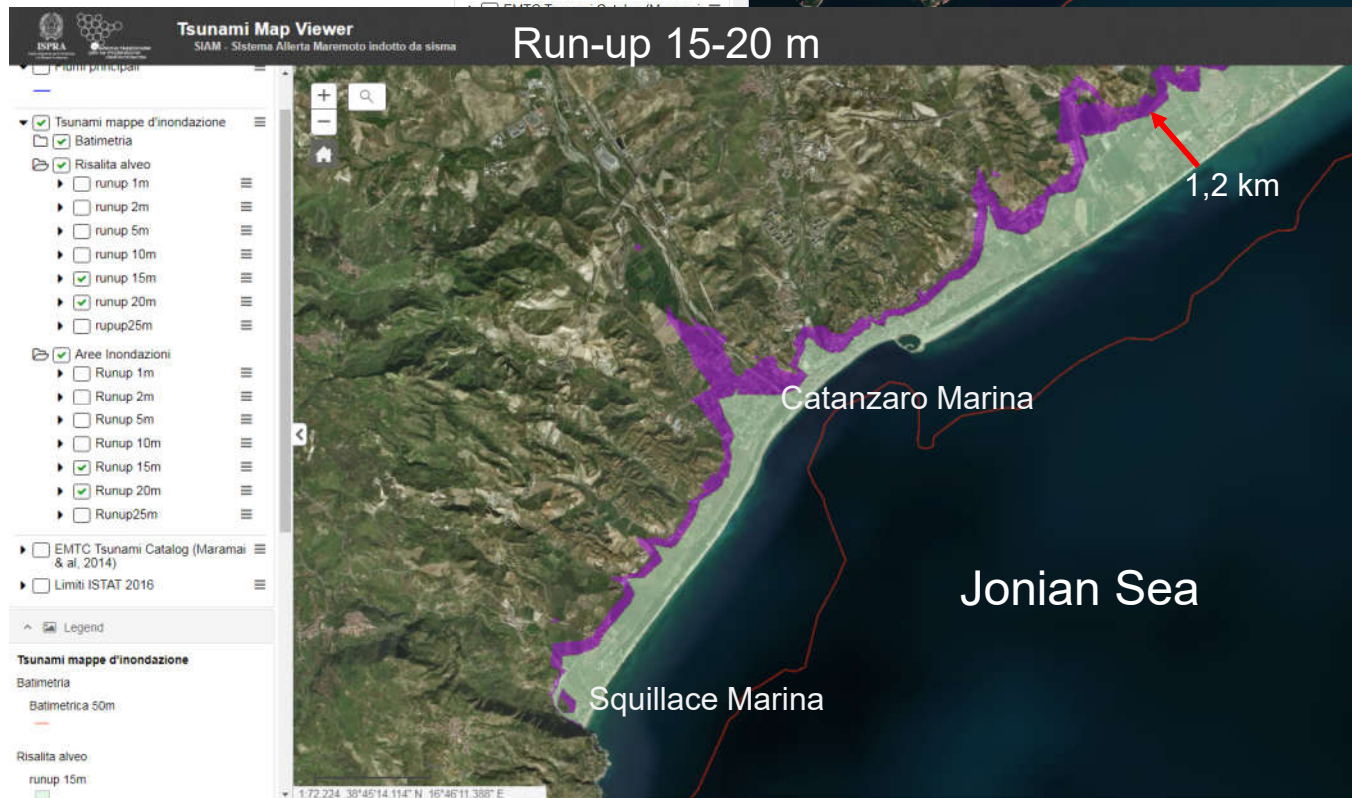 EMTC Tsunami Catalog (Maramai
ISPRA
Tsunami Map Viewer
SIAM - Sistema Allerta Maremoto indotto da sisma
Run-up 15-20 m
Fiumi principali
Tsunami mappe d'inondazione
Batimetria
Risalita alveo
runup 1m
runup 2m
runup 5m
runup 10m
runup 15m
runup 20m
rupup25m
Aree Inondazioni
Runup 1m
Runup 2m
Runup 5m
Runup 10m
Runup 15m
Runup 20m
Runup25m
EMTC Tsunami Catalog (Maramai
& al, 2014)
Limiti ISTAT 2016
Legend
Tsunami mappe d'inondazione
Batimetria
Batimetrica 50m
Risalita alveo
runup 15m
+
−
1,2 km
Catanzaro Marina
Jonian Sea
Squillace Marina
1:72.224 38°45'14.114" N 16°46'11.388" E